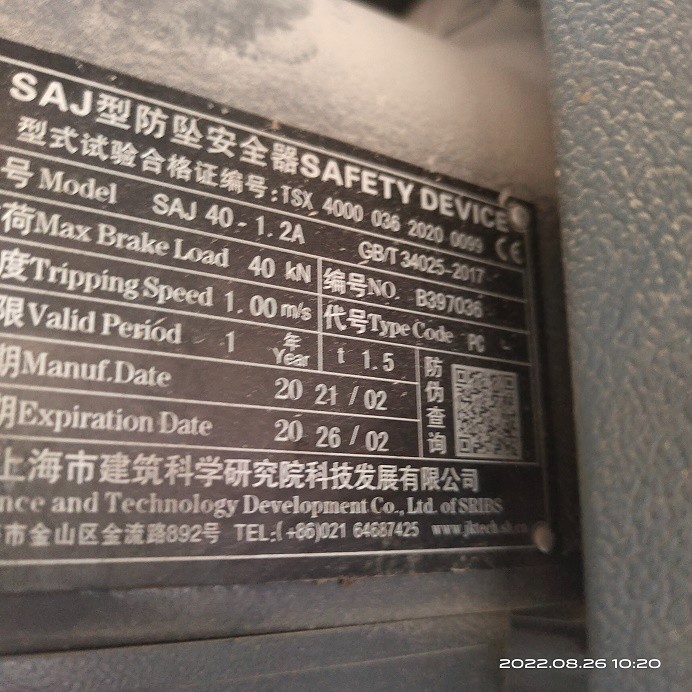 SAJ型防坠安全器SAFETY DEVICE
型式试验合格证编号:TSX 4000 036 2020 0099 CE
号 Model SAJ 40-1.2A GB/T 34025-2017
荷Max Brake Load 40 kN 编号NO. B397036
度Tripping Speed 1.00 m/s 代号Type Code PC -
限Valid Period 1 年 Year t 1.5
期Manuf.Date 20 21 / 02 防伪查询
期Expiration Date 20 26 / 02
上海市建筑科学研究院科技发展有限公司
nce and Technology Development Co., Ltd. of SRIBS
市金山区金流路892号 TEL:(+86)021 64687425 www.jktech.sh.cn
2022.08.26 10:20